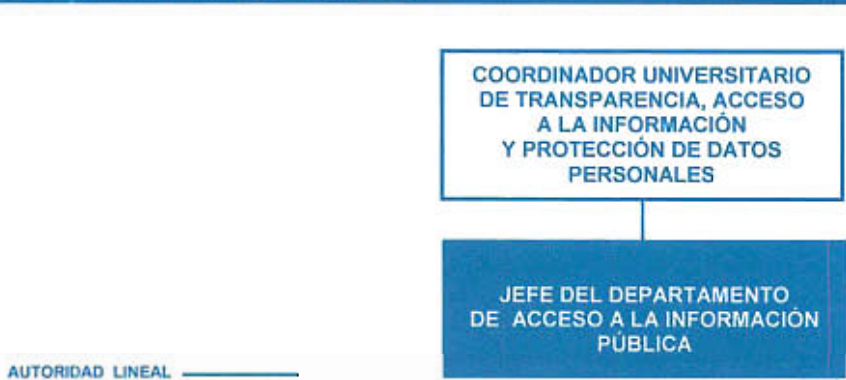 COORDINADOR UNIVERSITARIO
DE TRANSPARENCIA, ACCESO
A LA INFORMACIÓN
Y PROTECCIÓN DE DATOS
PERSONALES
JEFE DEL DEPARTAMENTO
DE ACCESO A LA INFORMACIÓN
PÚBLICA
AUTORIDAD LINEAL